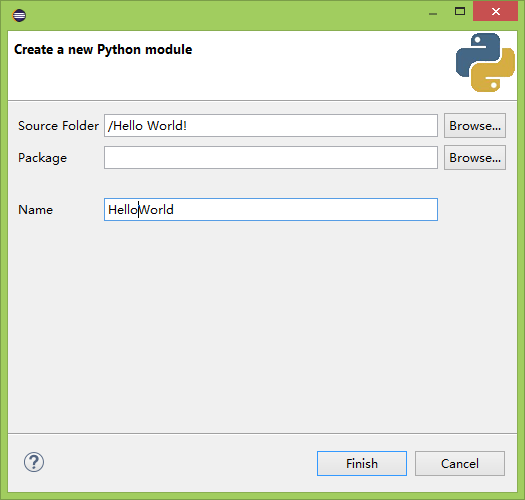 Create a new Python module
Source Folder /Hello World! Browse...
Package Browse...
Name HelloWorld
? Finish Cancel